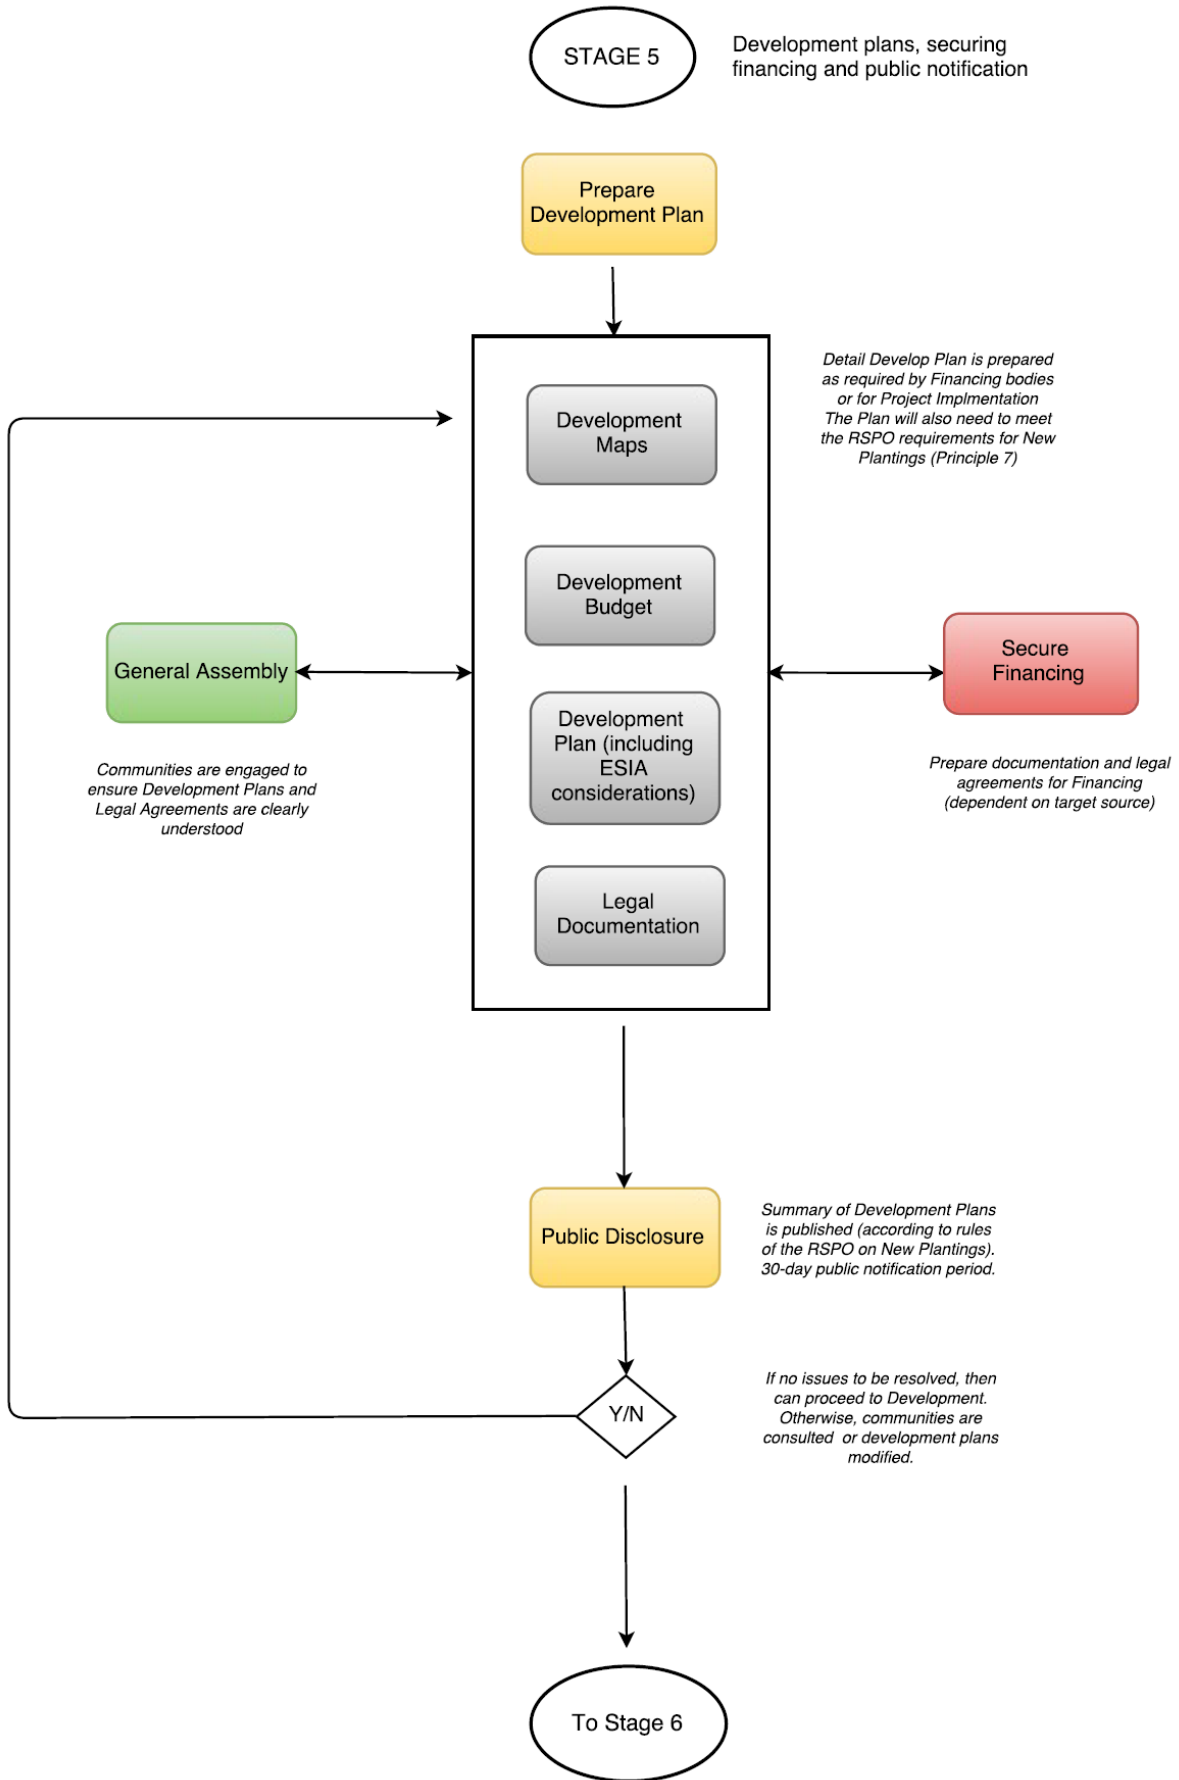 STAGE 5
Development plans, securing
financing and public notification
Prepare
Development Plan
Detail Develop Plan is prepared
as required by Financing bodies
or for Project Implmentation
The Plan will also need to meet
the RSPO requirements for New
Plantings (Principle 7)
Development
Maps
Development
Budget
General Assembly
Secure
Financing
Development
Plan (including
ESIA
considerations)
Communities are engaged to
ensure Development Plans and
Legal Agreements are clearly
understood
Prepare documentation and legal
agreements for Financing
(dependent on target source)
Legal
Documentation
Public Disclosure
Summary of Development Plans
is published (according to rules
of the RSPO on New Plantings).
30-day public notification period.
Y/N
If no issues to be resolved, then
can proceed to Development.
Otherwise, communities are
consulted or development plans
modified.
To Stage 6